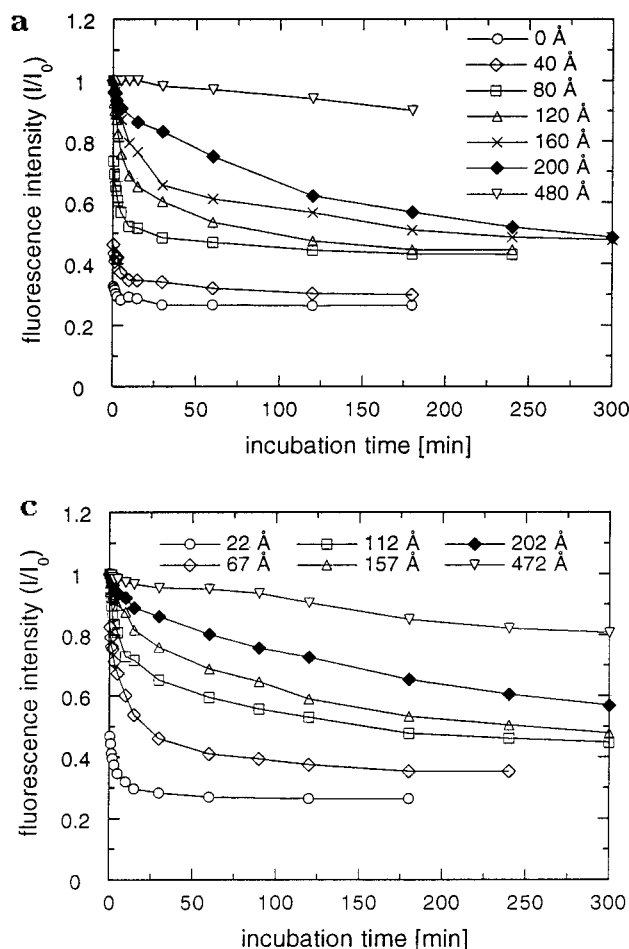 a
fluorescence intensity (I/I₀)
1.2
1
0.8
0.6
0.4
0.2
0
0 Å
40 Å
80 Å
120 Å
160 Å
200 Å
480 Å
0 50 100 150 200 250 300
incubation time [min]
c
fluorescence intensity (I/I₀)
1.2
1
0.8
0.6
0.4
0.2
0
22 Å 112 Å 202 Å
67 Å 157 Å 472 Å
0 50 100 150 200 250 300
incubation time [min]